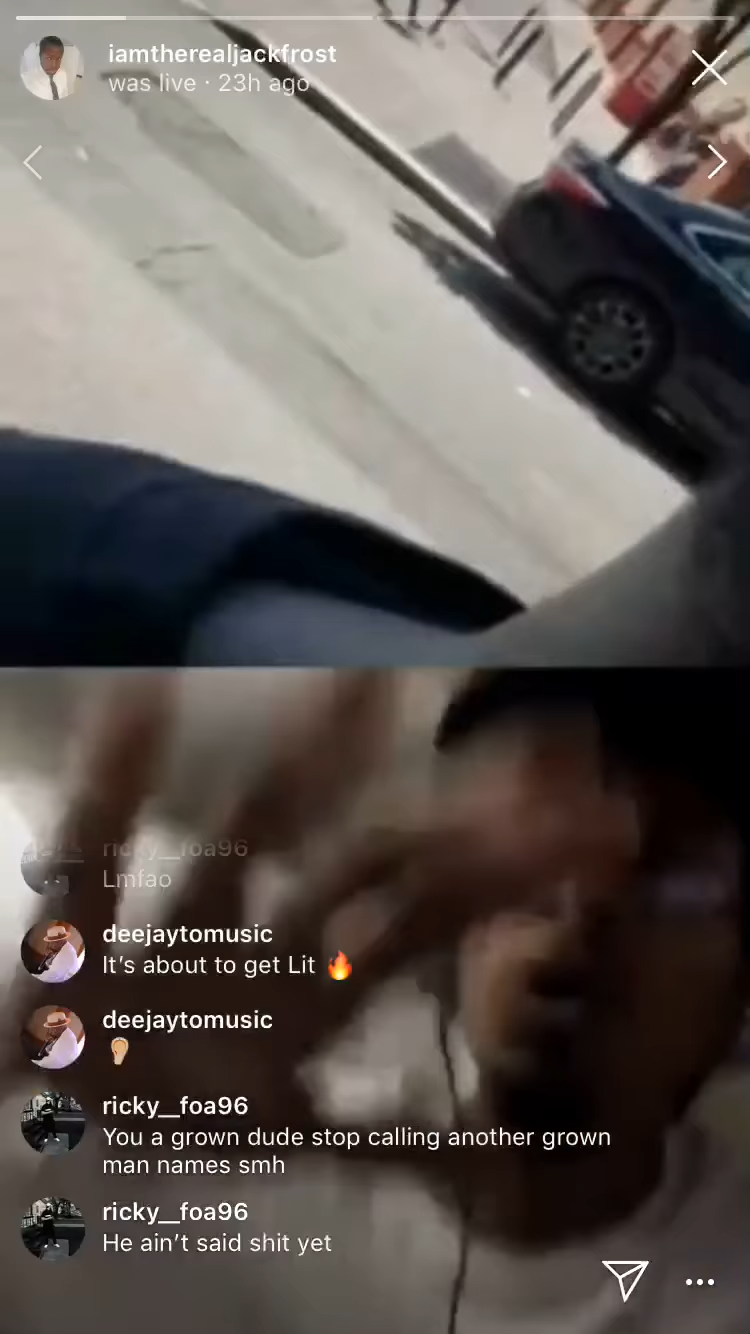 iamtherealjackfrost
was live · 23h ago
ricky__foa96
Lmfao
deejaytomusic
It’s about to get Lit 🔥
deejaytomusic
👂🏼
ricky__foa96
You a grown dude stop calling another grown
man names smh
ricky__foa96
He ain’t said shit yet